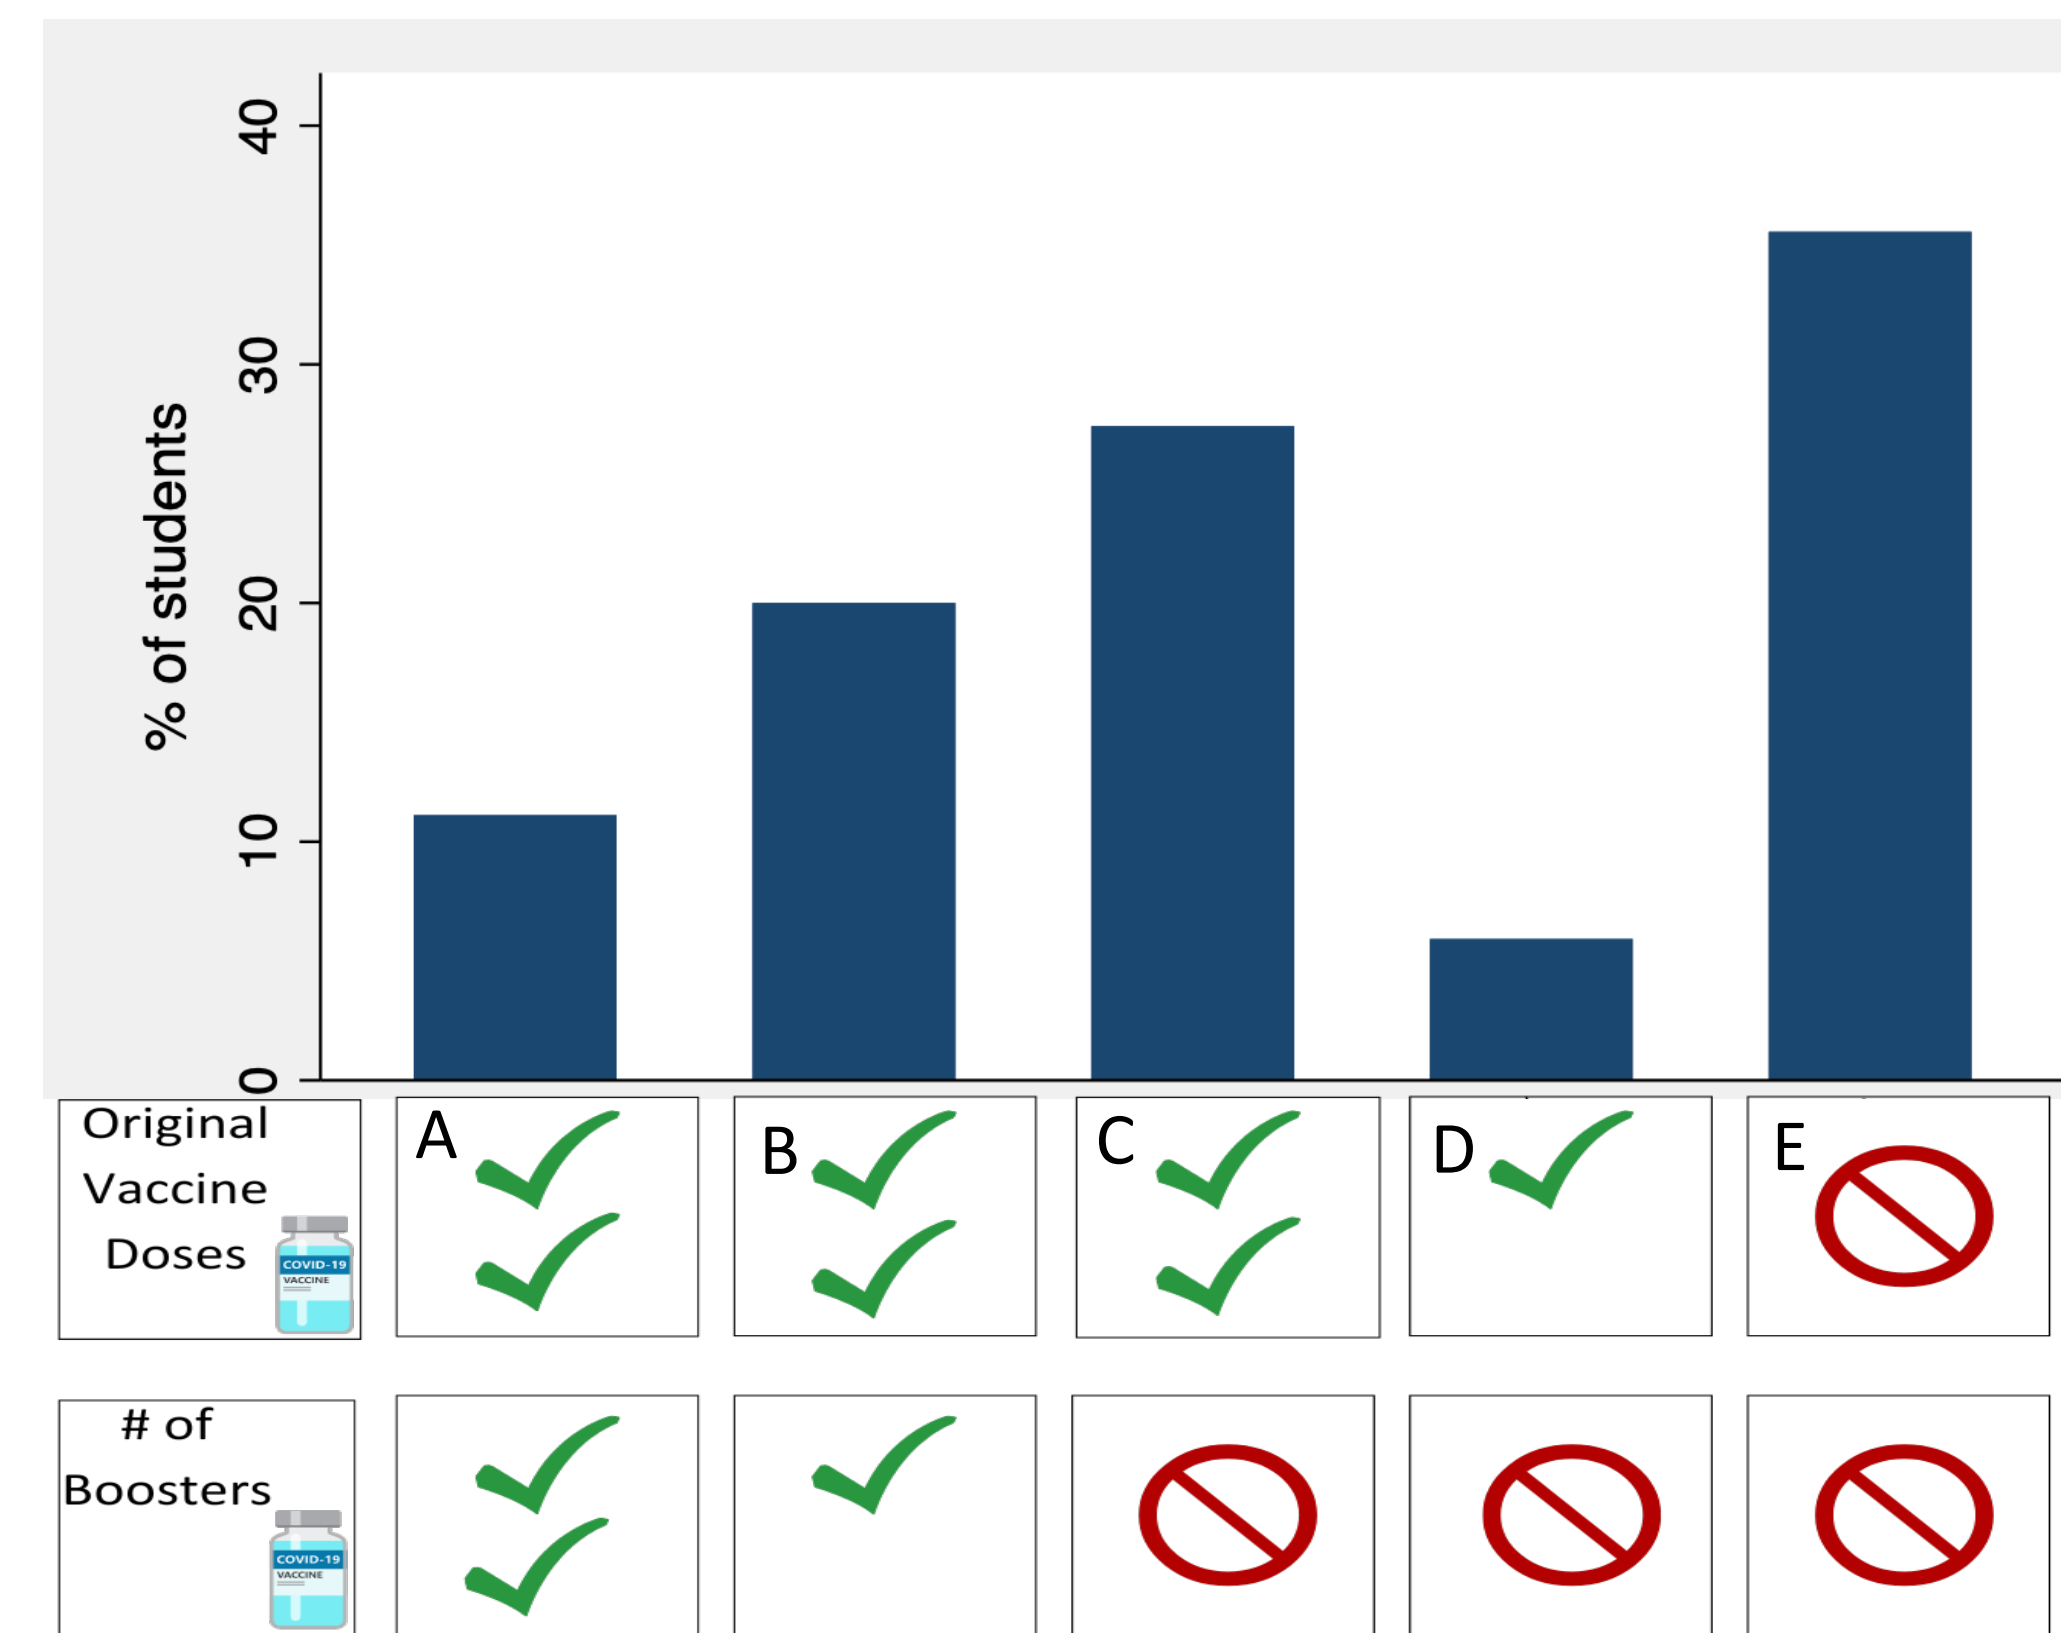 % of students
40
30
20
10
0
Original
Vaccine
Doses
COVID-19
VACCINE
A
B
C
D
E
# of
Boosters
COVID-19
VACCINE